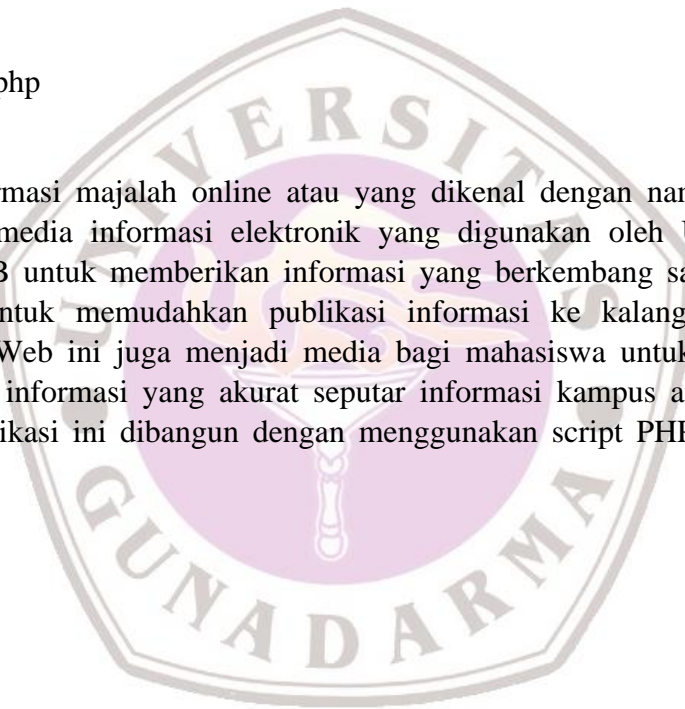 php
rmasi majalah online atau yang dikenal dengan nar
media informasi elektronik yang digunakan oleh
B untuk memberikan informasi yang berkembang sa
ntuk memudahkan publikasi informasi ke kalang
Web ini juga menjadi media bagi mahasiswa untuk
informasi yang akurat seputar informasi kampus a
ikasi ini dibangun dengan menggunakan script PHP
UNIVERSITAS
GUNADARMA